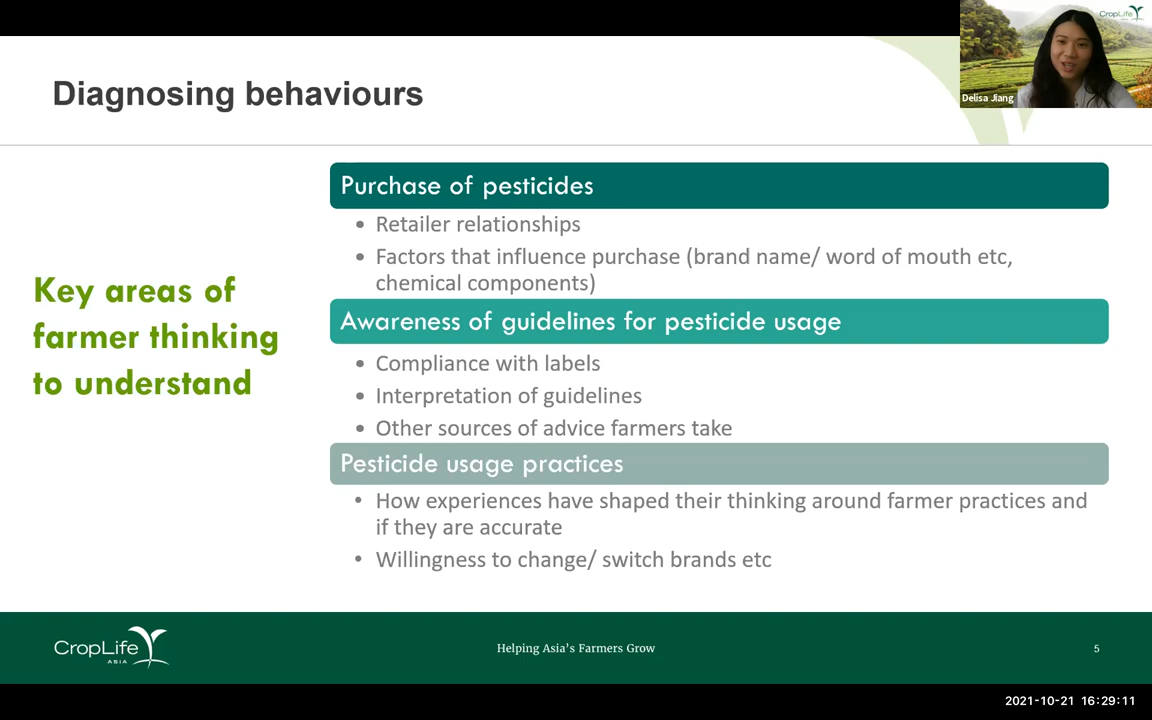 CropLife
Delisa Jiang
Diagnosing behaviours
Key areas of
farmer thinking
to understand
Purchase of pesticides
• Retailer relationships
• Factors that influence purchase (brand name/ word of mouth etc,
chemical components)
Awareness of guidelines for pesticide usage
• Compliance with labels
• Interpretation of guidelines
• Other sources of advice farmers take
Pesticide usage practices
• How experiences have shaped their thinking around farmer practices and
if they are accurate
• Willingness to change/ switch brands etc
CropLife
ASIA
Helping Asia's Farmers Grow
5
2021-10-21 16:29:11